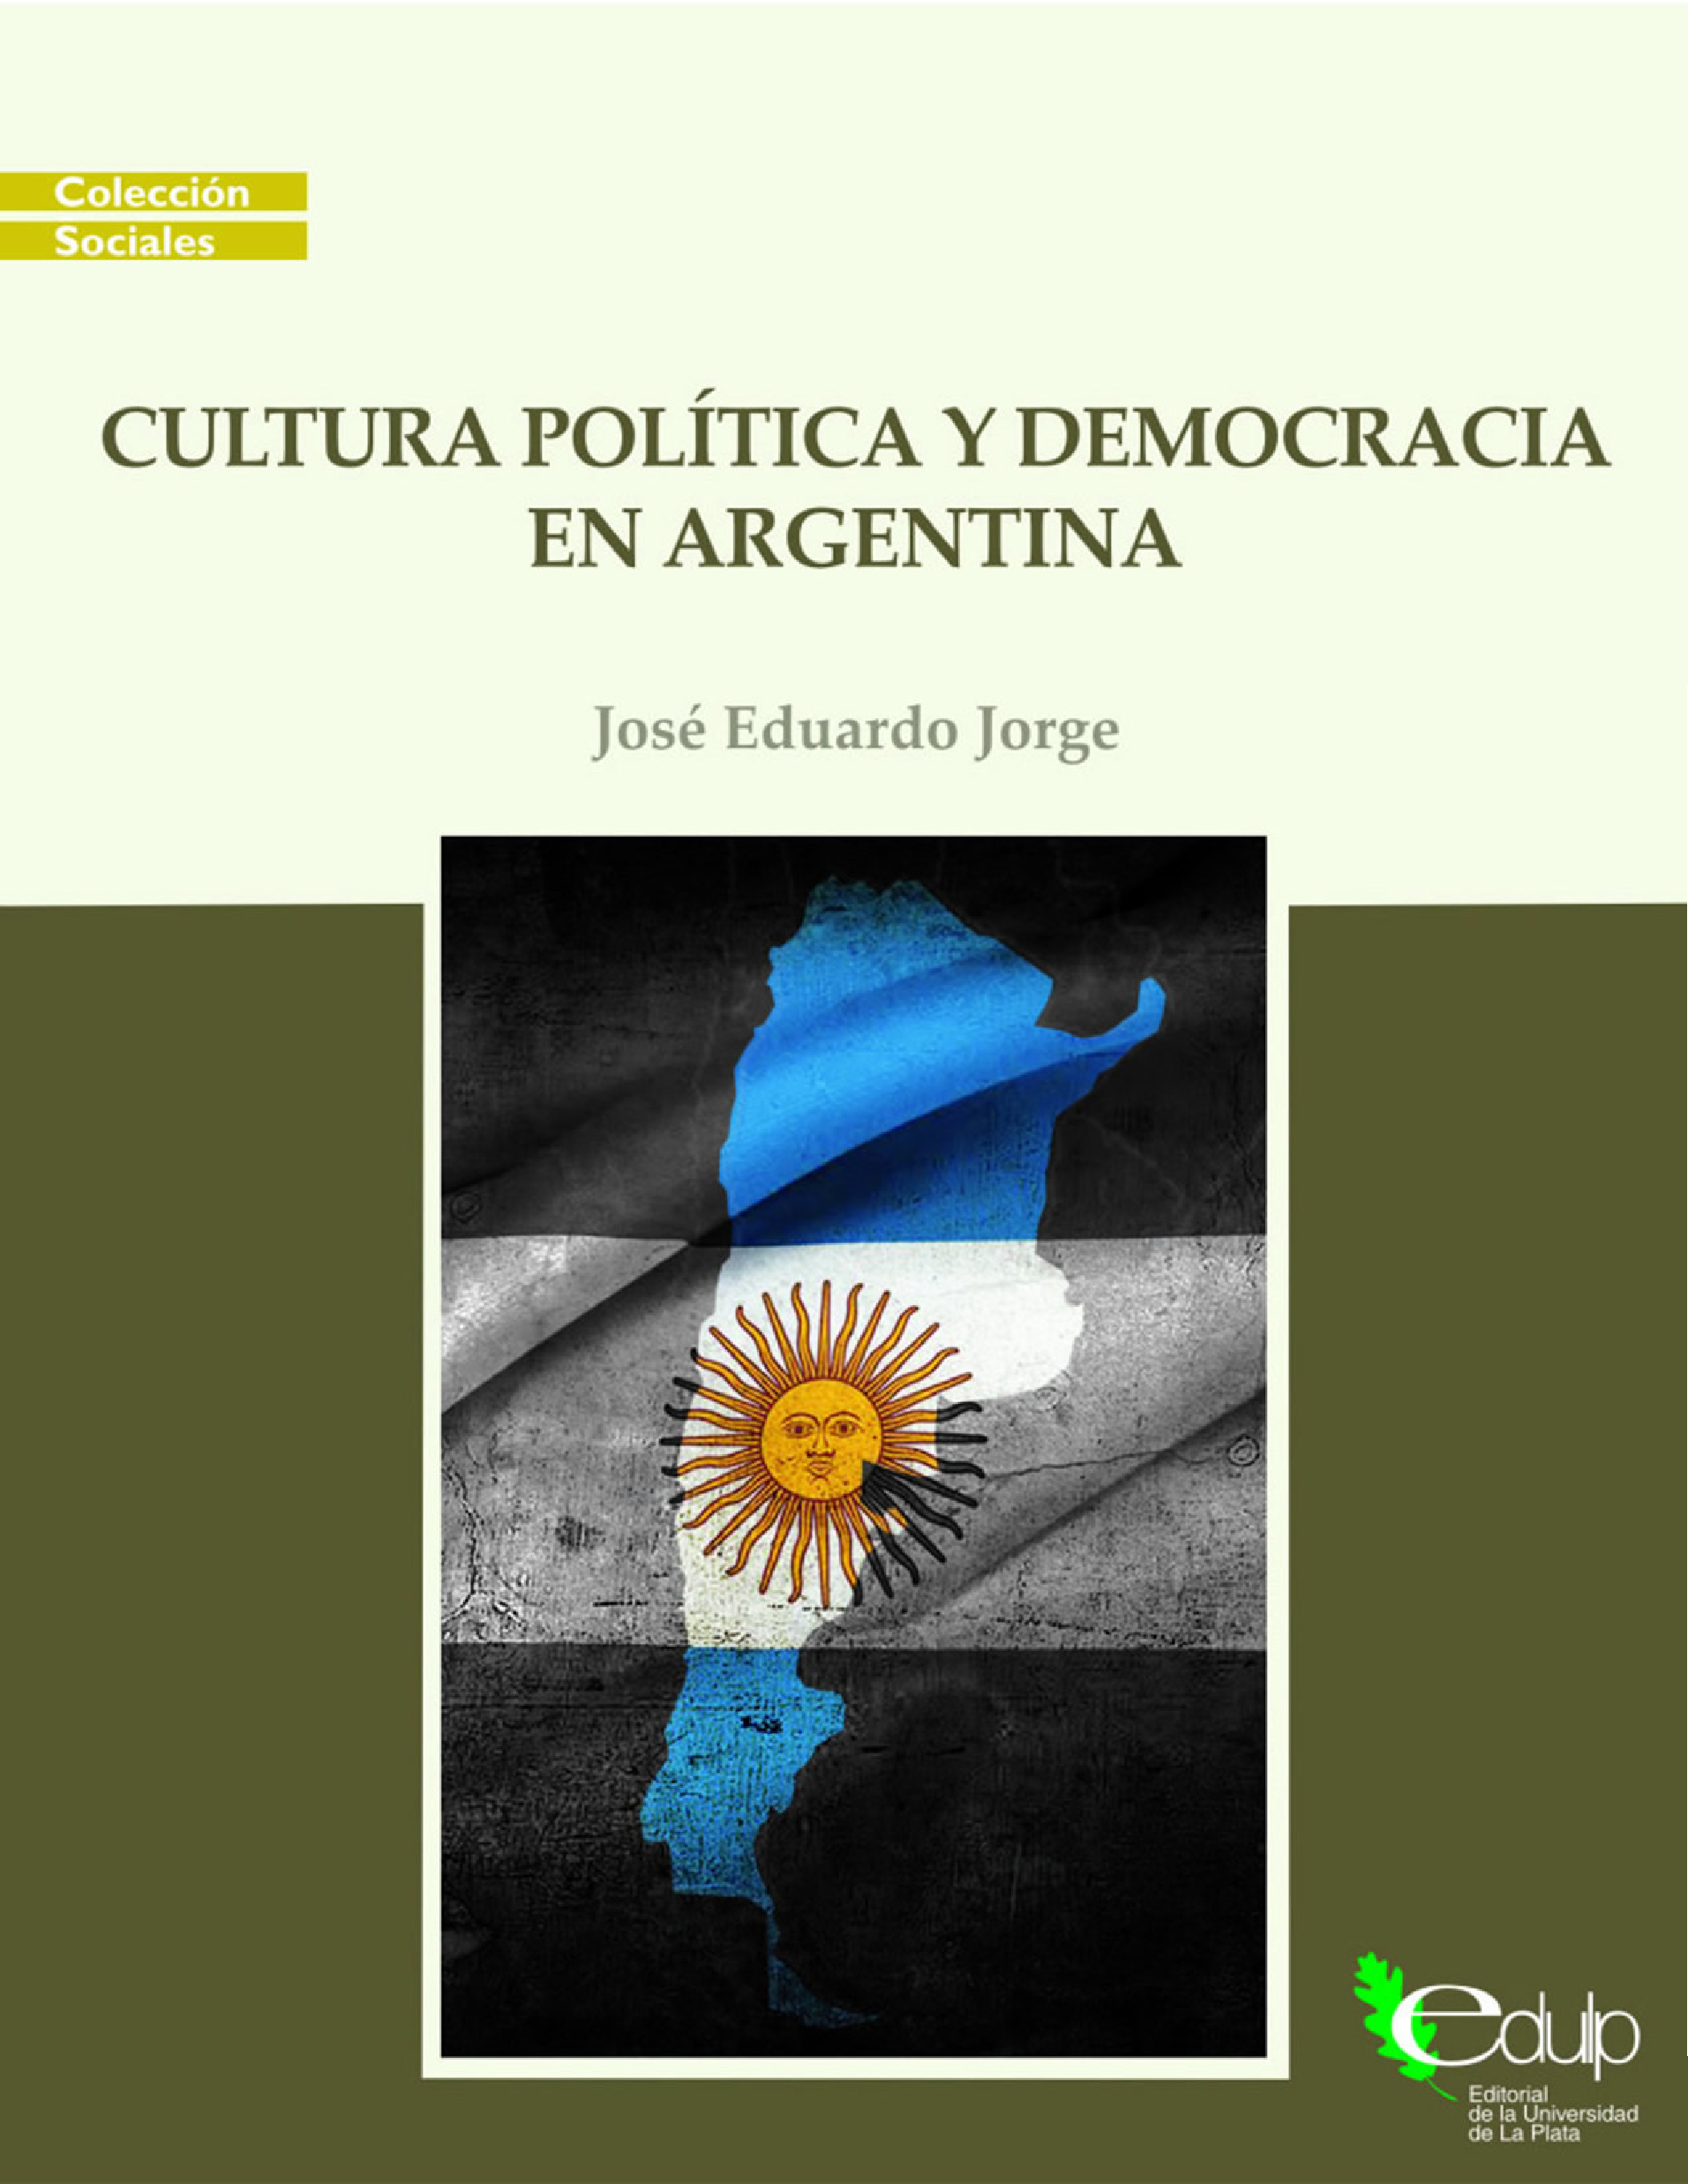 Colección
Sociales
CULTURA POLÍTICA Y DEMOCRACIA
EN ARGENTINA
José Eduardo Jorge
edulp
Editorial
de la Universidad
de La Plata